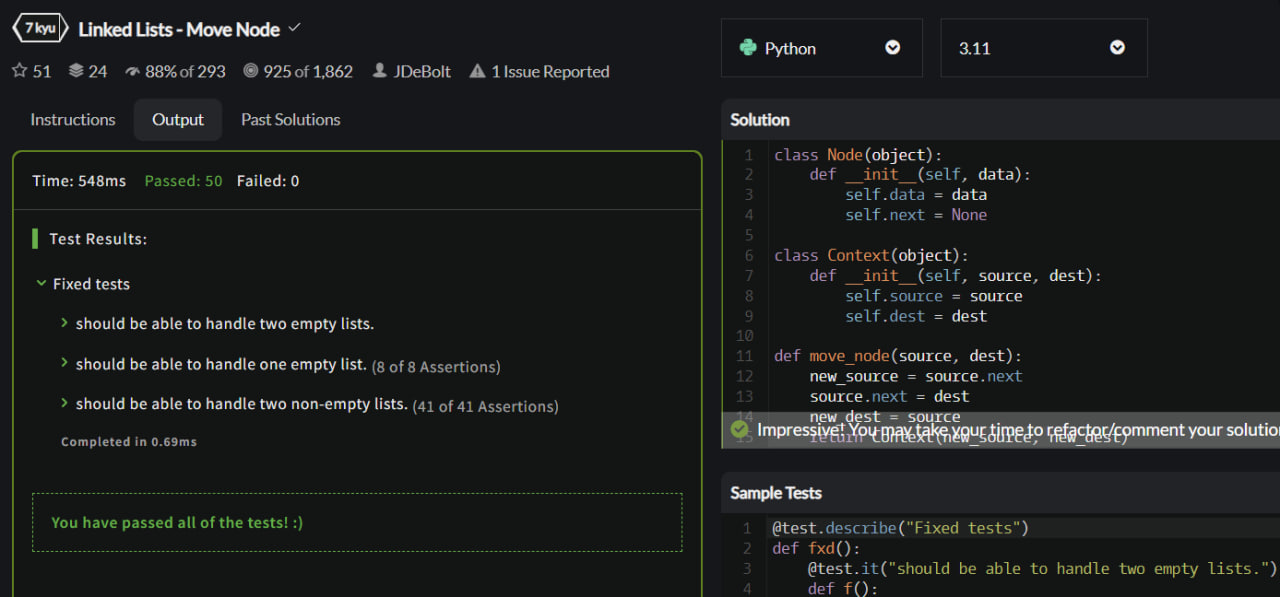 7 kyu Linked Lists - Move Node
51 24 88% of 293 925 of 1,862 JDeBolt 1 Issue Reported
Instructions Output Past Solutions
Time: 548ms Passed: 50 Failed: 0
Test Results:
Fixed tests
should be able to handle two empty lists.
should be able to handle one empty list. (8 of 8 Assertions)
should be able to handle two non-empty lists. (41 of 41 Assertions)
Completed in 0.69ms
You have passed all of the tests! :)
Python 3.11
Solution
1 class Node(object):
2     def __init__(self, data):
3         self.data = data
4         self.next = None
5
6 class Context(object):
7     def __init__(self, source, dest):
8         self.source = source
9         self.dest = dest
10
11 def move_node(source, dest):
12     new_source = source.next
13     source.next = dest
14     new_dest = source
15     return Context(new_source, new_dest)
Impressive! You may take your time to refactor/comment your solution
Sample Tests
1 @test.describe("Fixed tests")
2 def fxd():
3     @test.it("should be able to handle two empty lists.")
4     def f():